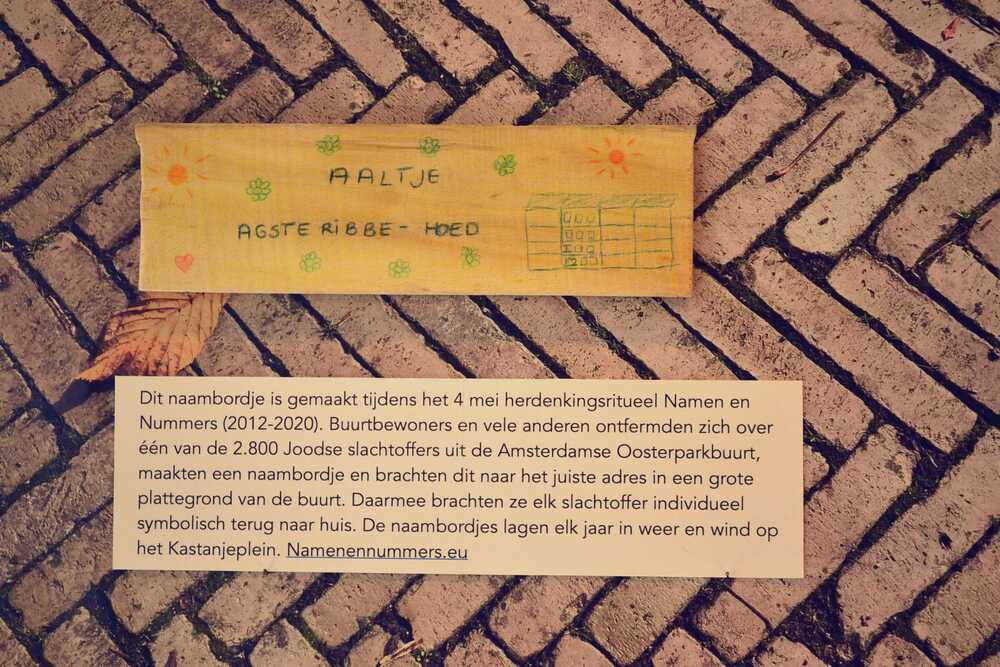 AALTJE
AGSTERIBBE - HOED
Dit naambordje is gemaakt tijdens het 4 mei herdenkingsritueel Namen en
Nummers (2012-2020). Buurtbewoners en vele anderen ontfermden zich over
één van de 2.800 Joodse slachtoffers uit de Amsterdamse Oosterparkbuurt,
maakten een naambordje en brachten dit naar het juiste adres in een grote
plattegrond van de buurt. Daarmee brachten ze elk slachtoffer individueel
symbolisch terug naar huis. De naambordjes lagen elk jaar in weer en wind op
het Kastanjeplein. Namenennummers.eu